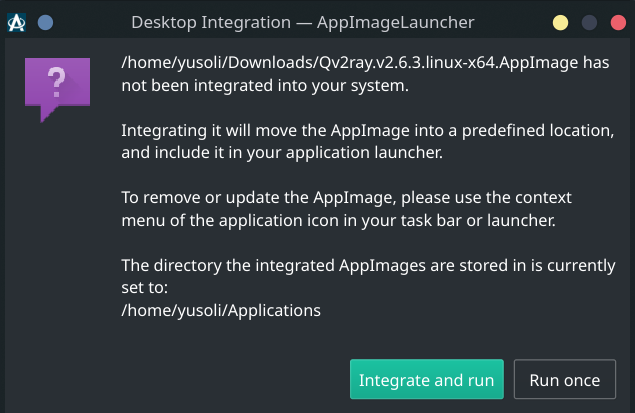 Desktop Integration — AppImageLauncher
/home/yusoli/Downloads/Qv2ray.v2.6.3.linux-x64.AppImage has
not been integrated into your system.
Integrating it will move the AppImage into a predefined location,
and include it in your application launcher.
To remove or update the AppImage, please use the context
menu of the application icon in your task bar or launcher.
The directory the integrated AppImages are stored in is currently
set to:
/home/yusoli/Applications
Integrate and run
Run once